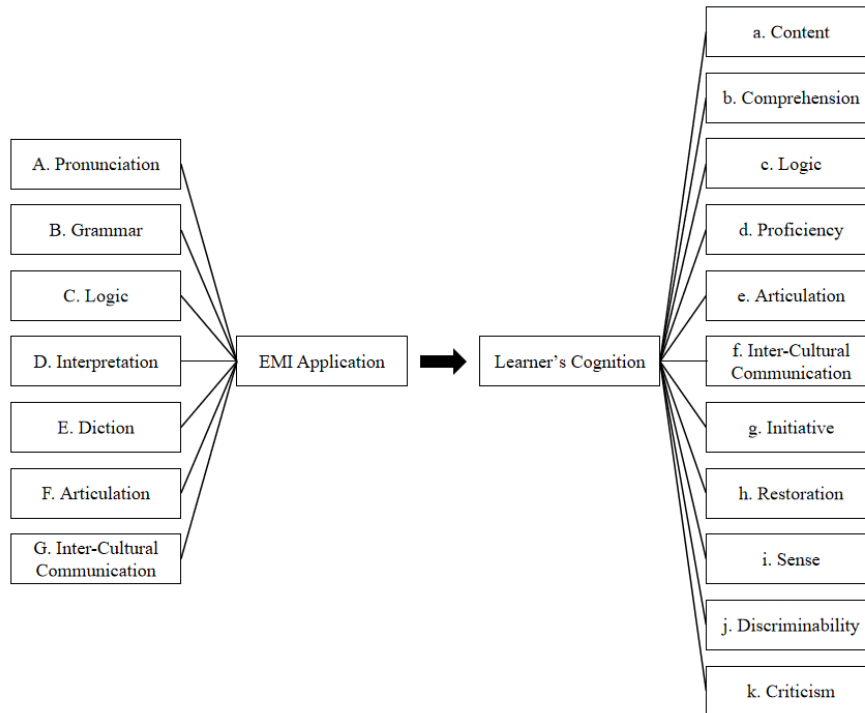 A. Pronunciation
B. Grammar
C. Logic
D. Interpretation
E. Diction
F. Articulation
G. Inter-Cultural
Communication
EMI Application
Learner’s Cognition
a. Content
b. Comprehension
c. Logic
d. Proficiency
e. Articulation
f. Inter-Cultural
Communication
g. Initiative
h. Restoration
i. Sense
j. Discriminability
k. Criticism